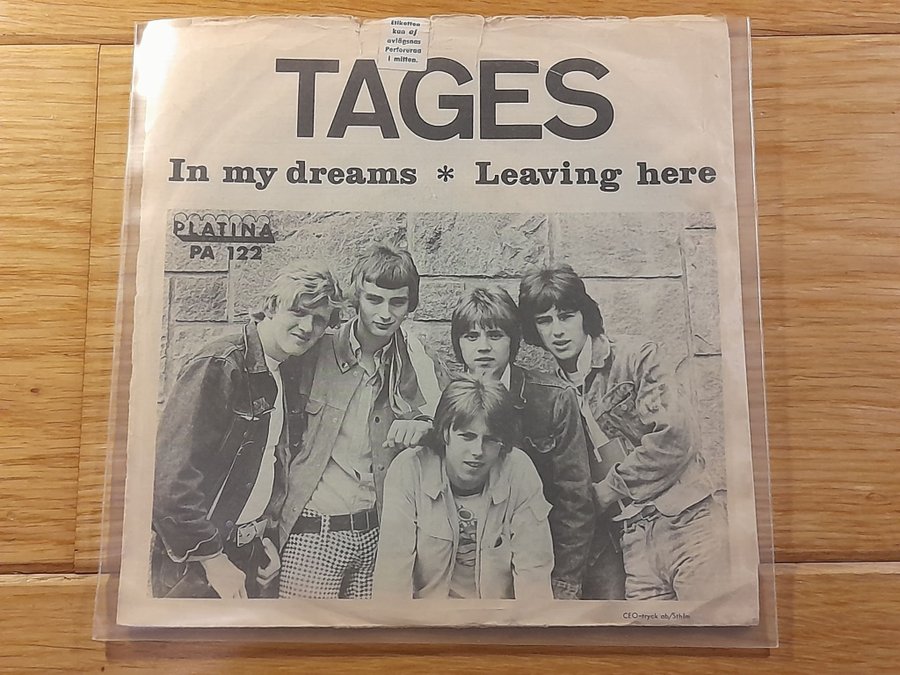 Etiketten
kan ej
avlägsnas
Perforeras
i mitten.
TAGES
In my dreams * Leaving here
PLATINA
PA 122
CEO-tryck ab/Sthlm